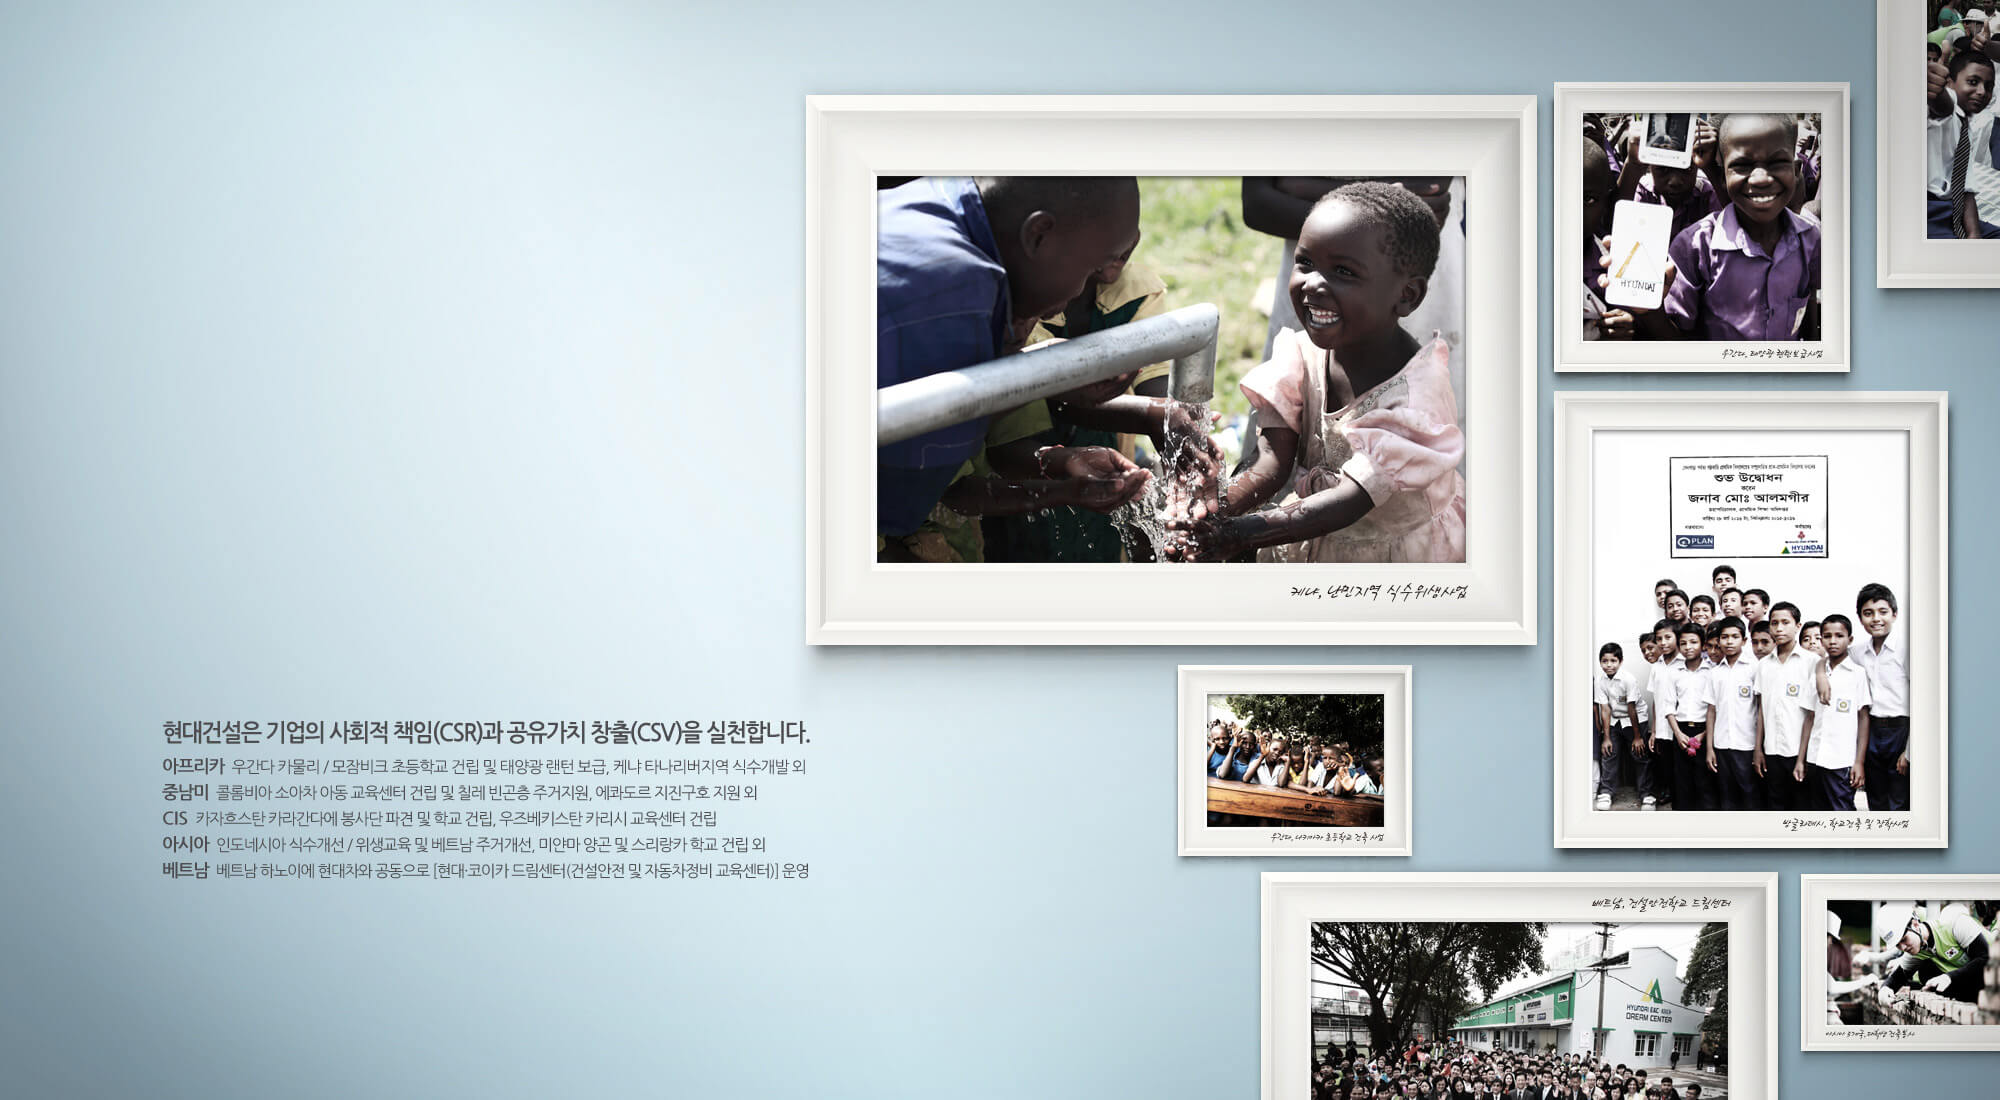 현대건설은 기업의 사회적 책임(CSR)과 공유가치 창출(CSV)을 실천합니다.
아프리카 우간다 카물리 / 모잠비크 초등학교 건립 및 태양광 랜턴 보급, 케냐 타나리버지역 식수개발 외
중남미 콜롬비아 소아차 아동 교육센터 건립 및 칠레 빈곤층 주거지원, 에콰도르 지진구호 지원 외
CIS 카자흐스탄 카라간다에 봉사단 파견 및 학교 건립, 우즈베키스탄 카리시 교육센터 건립
아시아 인도네시아 식수개선 / 위생교육 및 베트남 주거개선, 미얀마 양곤 및 스리랑카 학교 건립 외
베트남 베트남 하노이에 현대차와 공동으로 [현대·코이카 드림센터(건설안전 및 자동차정비 교육센터)] 운영
케냐, 난민지역 식수위생사업
HYUNDAI
우간다, 태양광 랜턴보급사업
শুভ উদ্বোধন
করেন
জনাব মোঃ আলমগীর
PLAN
HYUNDAI
방글라데시, 학교건축 및 장학사업
우간다, 나키마카 초등학교 건축 사업
베트남, 건설안전학교 드림센터
HYUNDAI E&C
DREAM CENTER